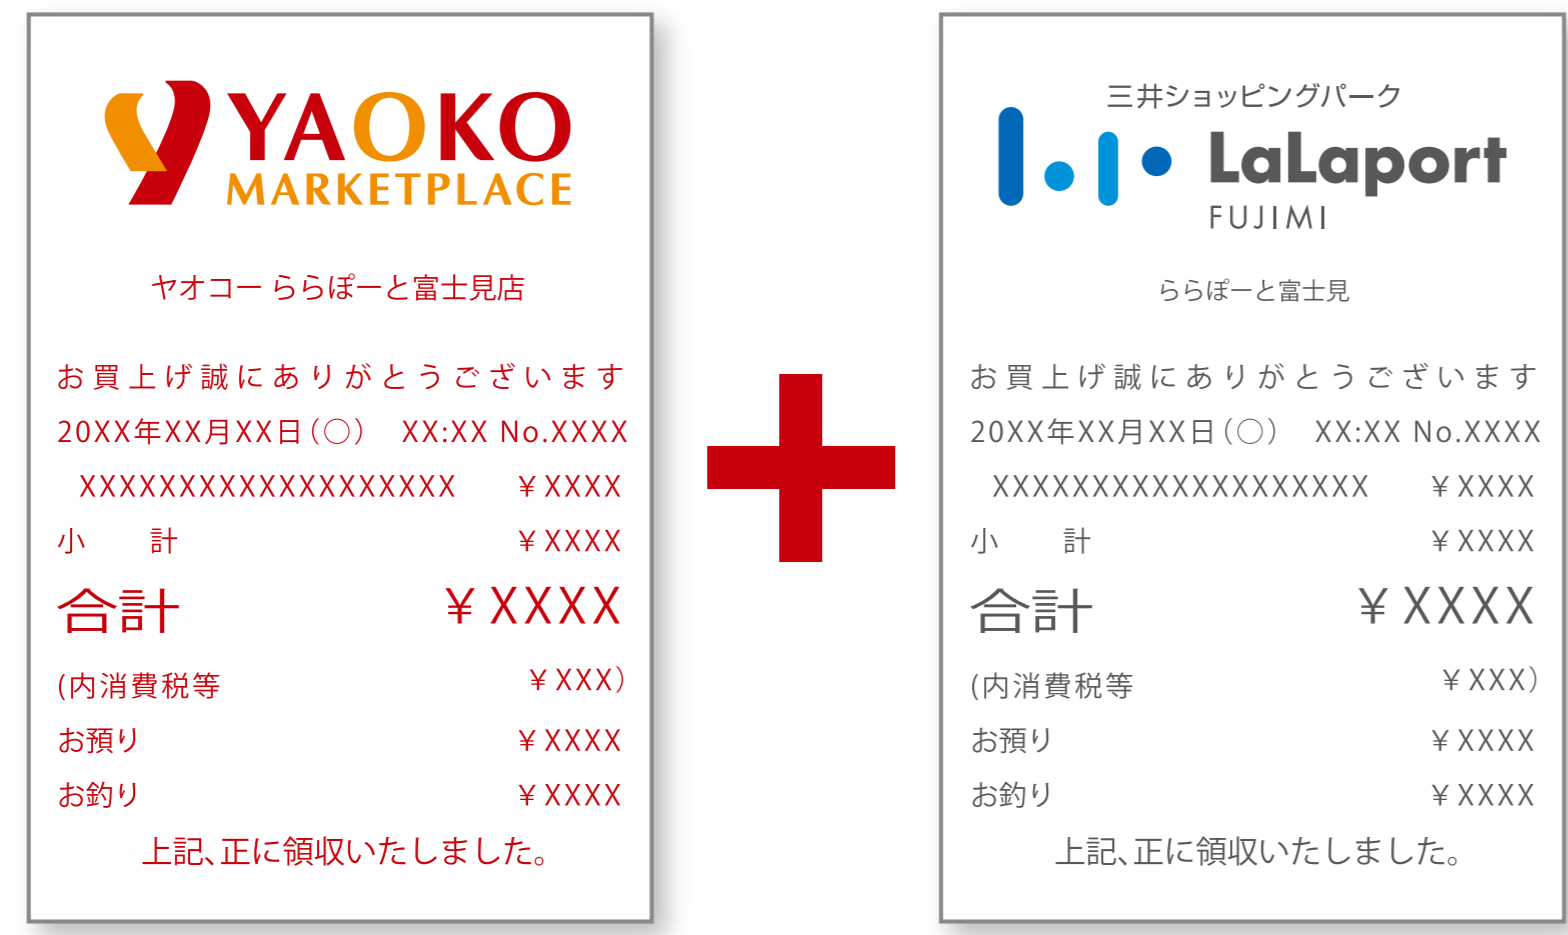 YAOKO
MARKETPLACE
ヤオコー ららぽーと富士見店
お買上げ誠にありがとうございます
20XX年XX月XX日(〇) XX:XX No.XXXX
XXXXXXXXXXXXXXXXXXX ¥XXXX
小 計 ¥XXXX
合計 ¥XXXX
(内消費税等 ¥XXX)
お預り ¥XXXX
お釣り ¥XXXX
上記、正に領収いたしました。
三井ショッピングパーク
LaLaport
FUJIMI
ららぽーと富士見
お買上げ誠にありがとうございます
20XX年XX月XX日(〇) XX:XX No.XXXX
XXXXXXXXXXXXXXXXXXX ¥XXXX
小 計 ¥XXXX
合計 ¥XXXX
(内消費税等 ¥XXX)
お預り ¥XXXX
お釣り ¥XXXX
上記、正に領収いたしました。